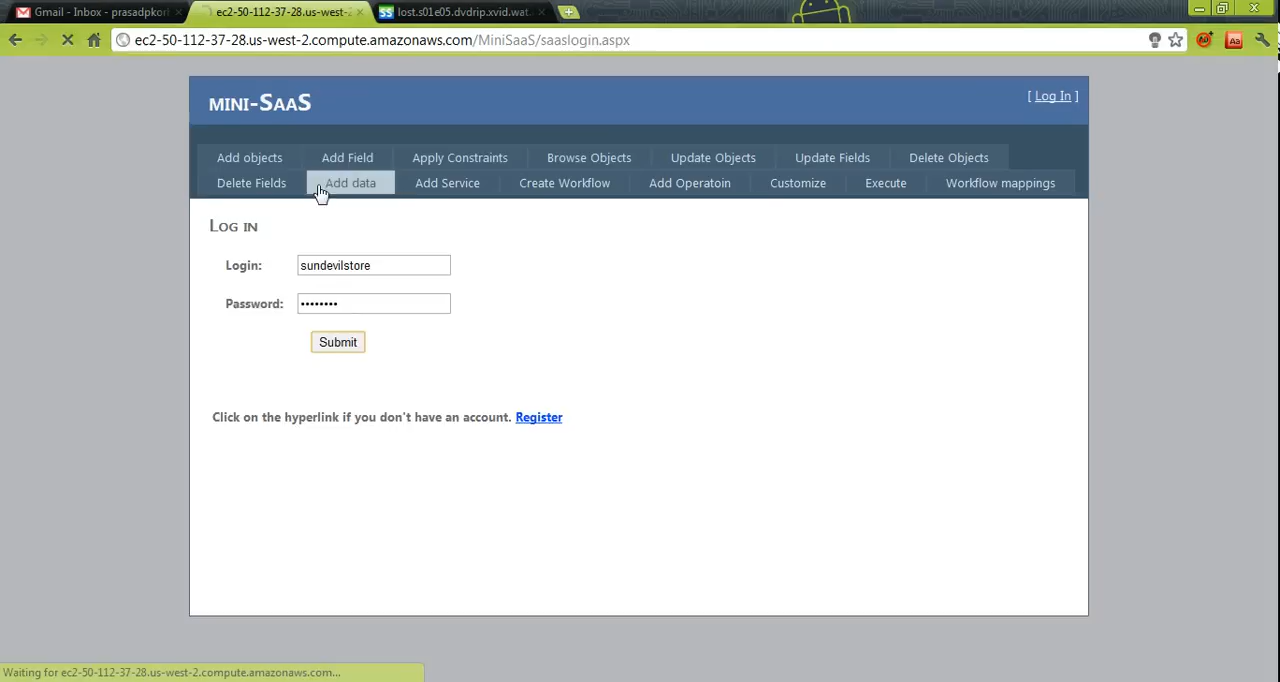 Gmail - Inbox - prasadpkor
ec2-50-112-37-28.us-west-2
lost.s01e05.dvdrip.xvid.wat
ec2-50-112-37-28.us-west-2.compute.amazonaws.com/MiniSaaS/saaslogin.aspx
MINI-SAAS
[ Log In ]
Add objects Add Field Apply Constraints Browse Objects Update Objects Update Fields Delete Objects
Delete Fields Add data Add Service Create Workflow Add Operatoin Customize Execute Workflow mappings
LOG IN
Login: sundevilstore
Password: ••••••••
Submit
Click on the hyperlink if you don't have an account. Register
Waiting for ec2-50-112-37-28.us-west-2.compute.amazonaws.com...